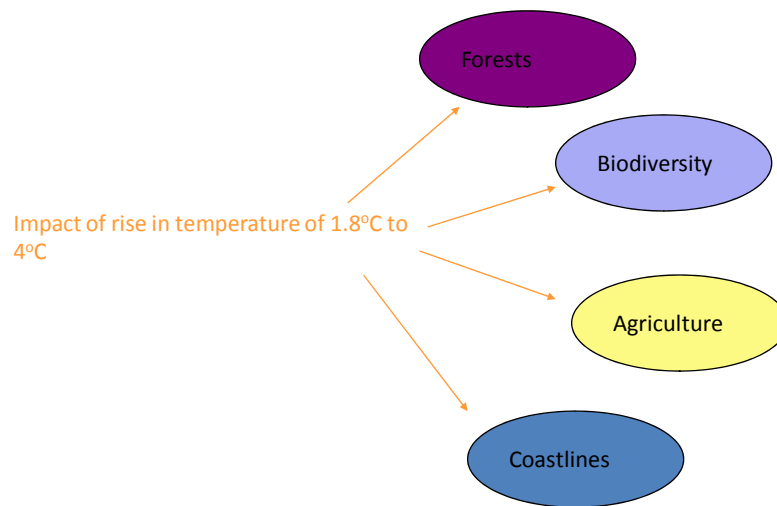 Forests
Biodiversity
Impact of rise in temperature of 1.8°C to
4°C
Agriculture
Coastlines